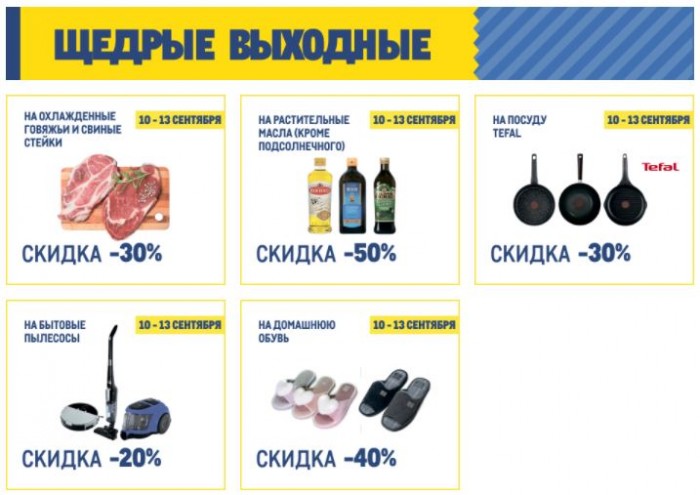 ЩЕДРЫЕ ВЫХОДНЫЕ
НА ОХЛАЖДЕННЫЕ
ГОВЯЖЬИ И СВИНЫЕ
СТЕЙКИ
10 - 13 СЕНТЯБРЯ
СКИДКА -30%
НА РАСТИТЕЛЬНЫЕ
МАСЛА (КРОМЕ
ПОДСОЛНЕЧНОГО)
10 - 13 СЕНТЯБРЯ
СКИДКА -50%
НА ПОСУДУ
TEFAL
10 - 13 СЕНТЯБРЯ
Tefal
СКИДКА -30%
НА БЫТОВЫЕ
ПЫЛЕСОСЫ
10 - 13 СЕНТЯБРЯ
СКИДКА -20%
НА ДОМАШНЮЮ
ОБУВЬ
10 - 13 СЕНТЯБРЯ
СКИДКА -40%